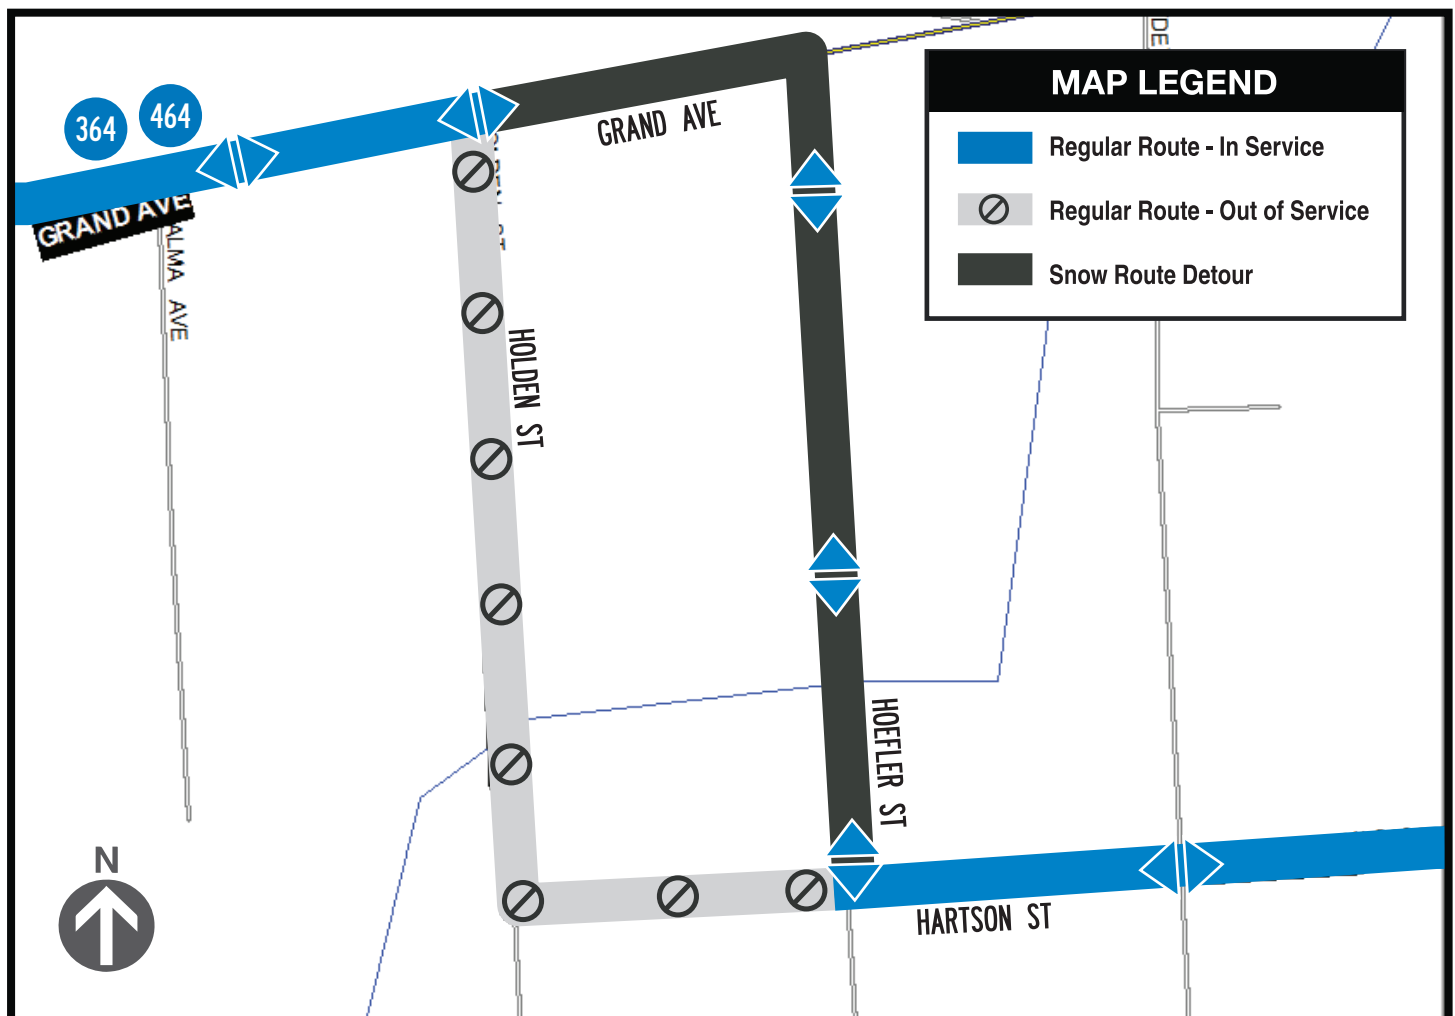 364
464
GRAND AVE
DE
MAP LEGEND
Regular Route - In Service
Regular Route - Out of Service
Snow Route Detour
GRAND AVE
ALMA AVE
HOLDEN ST
HOEFLER ST
HARTSON ST
N